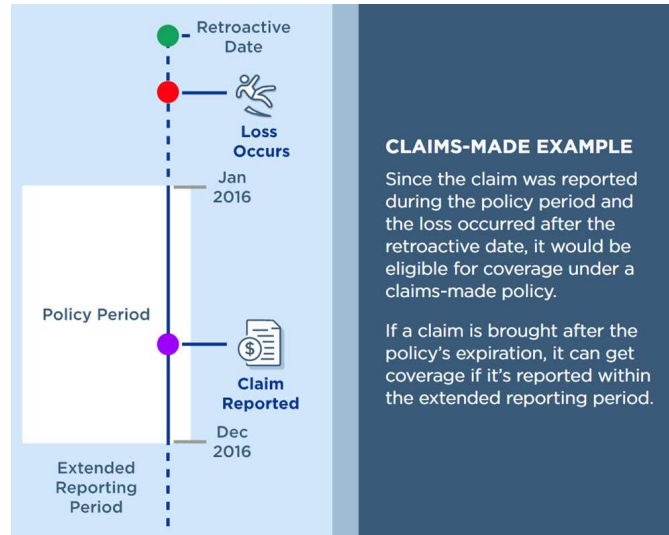 Retroactive
Date
Loss
Occurs
Jan
2016
Policy Period
$
Claim
Reported
Dec
2016
Extended
Reporting
Period
CLAIMS-MADE EXAMPLE
Since the claim was reported
during the policy period and
the loss occurred after the
retroactive date, it would be
eligible for coverage under a
claims-made policy.
If a claim is brought after the
policy's expiration, it can get
coverage if it's reported within
the extended reporting period.